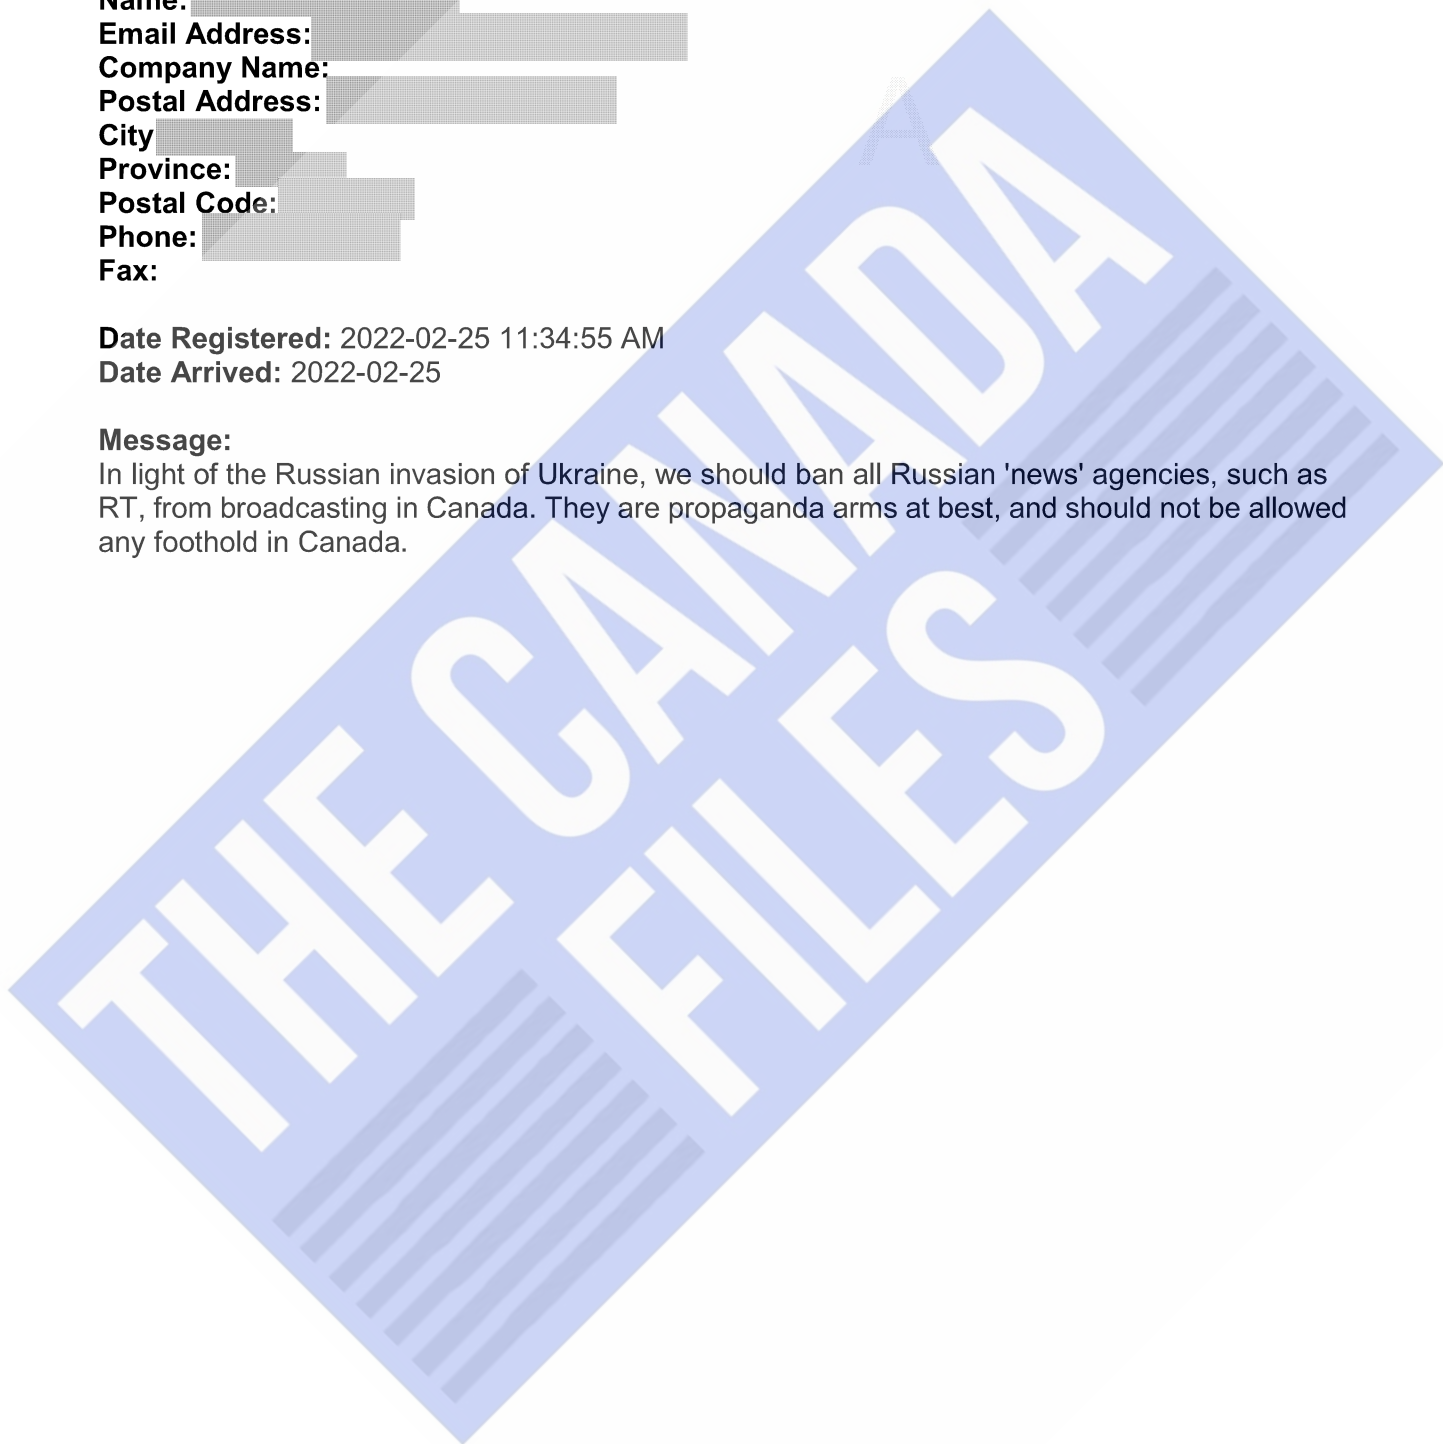 Name:
Email Address:
Company Name:
Postal Address:
City
Province:
Postal Code:
Phone:
Fax:
Date Registered: 2022-02-25 11:34:55 AM
Date Arrived: 2022-02-25
Message:
In light of the Russian invasion of Ukraine, we should ban all Russian 'news' agencies, such as
RT, from broadcasting in Canada. They are propaganda arms at best, and should not be allowed
any foothold in Canada.
THE CANADA
FILES
A